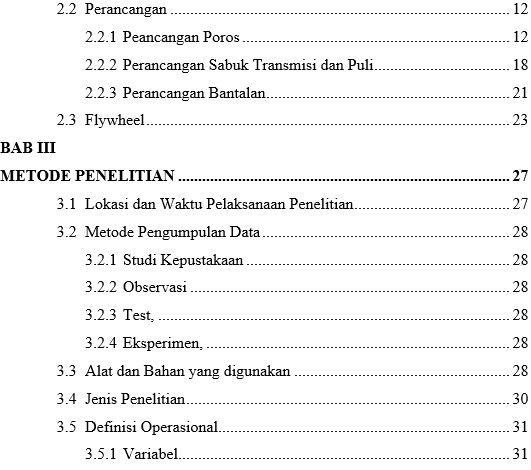 2.2 Perancangan ........................................................................................ 12
2.2.1 Peancangan Poros ..................................................................... 12
2.2.2 Perancangan Sabuk Transmisi dan Puli................................... 18
2.2.3 Perancangan Bantalan............................................................... 21
2.3 Flywheel.............................................................................................. 23
BAB III
METODE PENELITIAN ................................................................................... 27
3.1 Lokasi dan Waktu Pelaksanaan Penelitian........................................ 27
3.2 Metode Pengumpulan Data ................................................................ 28
3.2.1 Studi Kepustakaan .................................................................... 28
3.2.2 Observasi ................................................................................... 28
3.2.3 Test, ........................................................................................... 28
3.2.4 Eksperimen, ............................................................................... 28
3.3 Alat dan Bahan yang digunakan ........................................................ 28
3.4 Jenis Penelitian.................................................................................... 30
3.5 Definisi Operasional............................................................................ 31
3.5.1 Variabel...................................................................................... 31